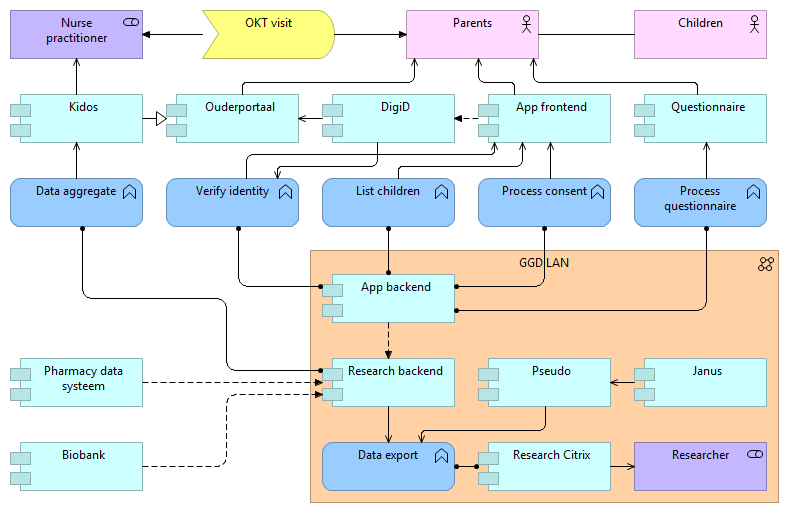 Nurse
practitioner
OKT visit
Parents
Children
Kidos
Ouderportaal
DigiD
App frontend
Questionnaire
Data aggregate
Verify identity
List children
Process consent
Process
questionnaire
GGD LAN
App backend
Pharmacy data
systeem
Research backend
Pseudo
Janus
Biobank
Data export
Research Citrix
Researcher